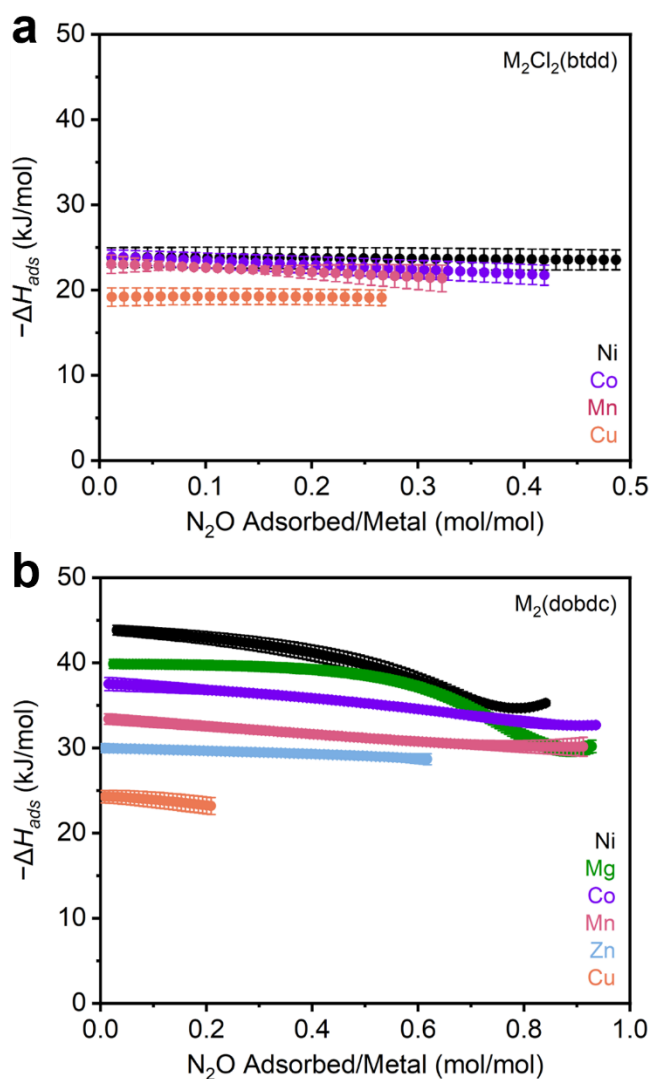 a
M₂Cl₂(btdd)
50
40
30
20
10
0
−ΔHads (kJ/mol)
Ni
Co
Mn
Cu
0.0 0.1 0.2 0.3 0.4 0.5
N₂O Adsorbed/Metal (mol/mol)
b
M₂(dobdc)
50
40
30
20
10
0
−ΔHads (kJ/mol)
Ni
Mg
Co
Mn
Zn
Cu
0.0 0.2 0.4 0.6 0.8 1.0
N₂O Adsorbed/Metal (mol/mol)